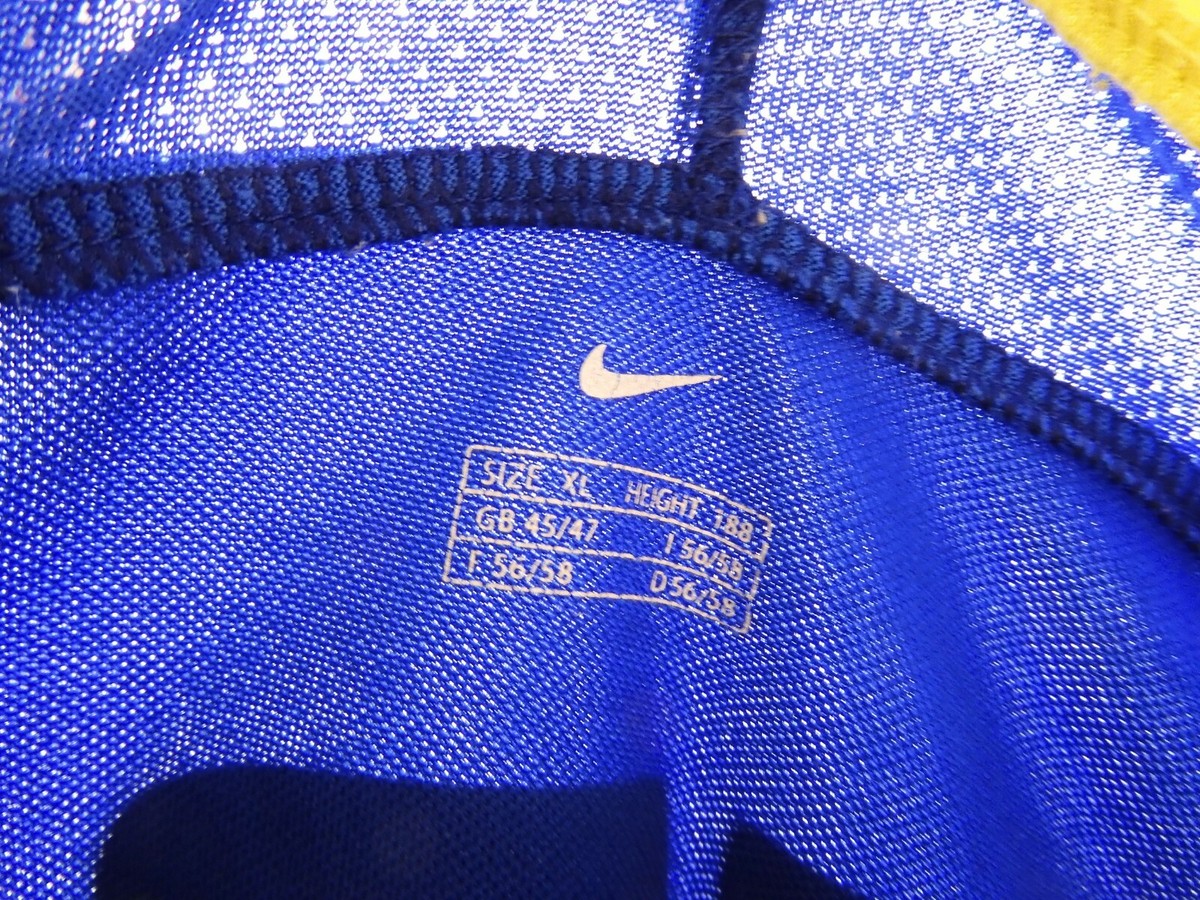 SIZE XL HEIGHT 188
GB 45/47 I 56/58
F 56/58 D 56/58